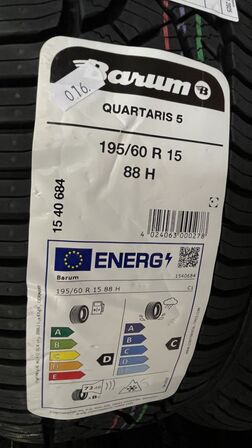 016.
Barum B
QUARTARIS 5
195/60 R 15
88 H
15 40 684
4 024063 000278
ENERG
Barum
1540684
195/60 R 15 88 H
C1
A
B
C
D
E
D
A
B
C
D
E
C
72 dB
B